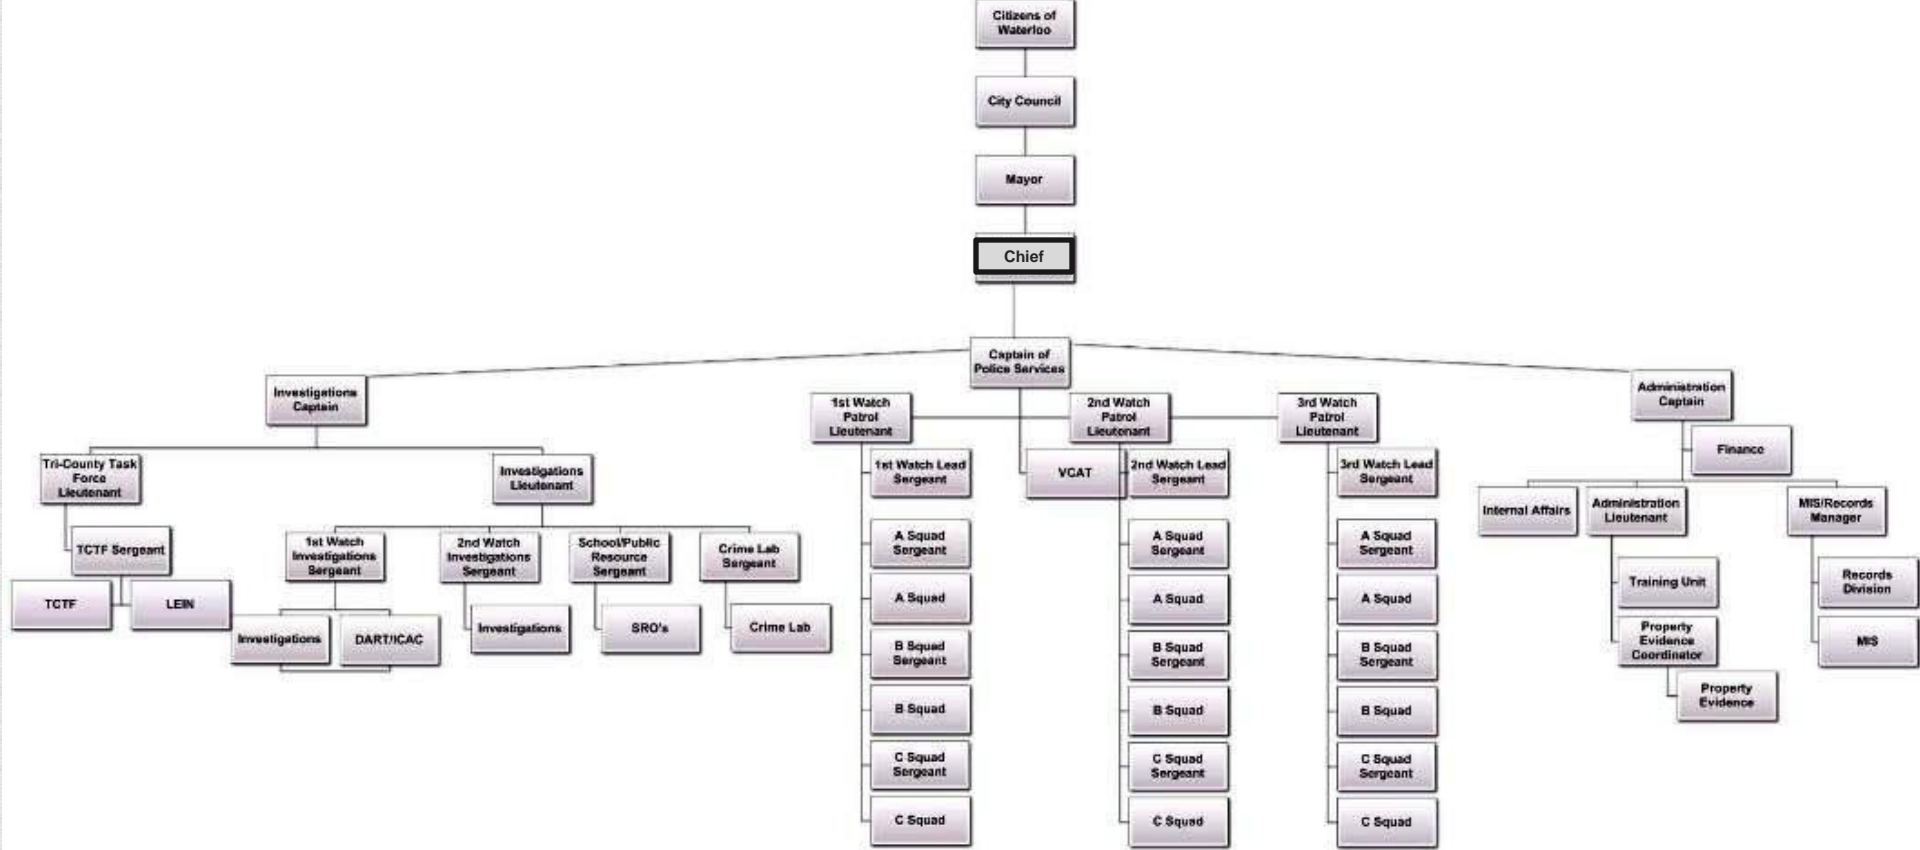 Citizens of
Waterloo
City Council
Mayor
Chief
Captain of
Police Services
Investigations
Captain
Administration
Captain
1st Watch
Patrol
Lieutenant
2nd Watch
Patrol
Lieutenant
3rd Watch
Patrol
Lieutenant
Finance
Tri-County Task
Force
Lieutenant
Investigations
Lieutenant
1st Watch Lead
Sergeant
VCAT
2nd Watch Lead
Sergeant
3rd Watch Lead
Sergeant
Internal Affairs
Administration
Lieutenant
MIS/Records
Manager
TCTF Sergeant
1st Watch
Investigations
Sergeant
2nd Watch
Investigations
Sergeant
School/Public
Resource
Sergeant
Crime Lab
Sergeant
A Squad
Sergeant
A Squad
Sergeant
A Squad
Sergeant
Training Unit
Records
Division
TCTF
LEIN
Investigations
DART/ICAC
Investigations
SRO's
Crime Lab
A Squad
A Squad
A Squad
Property
Evidence
Coordinator
MIS
B Squad
Sergeant
B Squad
Sergeant
B Squad
Sergeant
Property
Evidence
B Squad
B Squad
B Squad
C Squad
Sergeant
C Squad
Sergeant
C Squad
Sergeant
C Squad
C Squad
C Squad